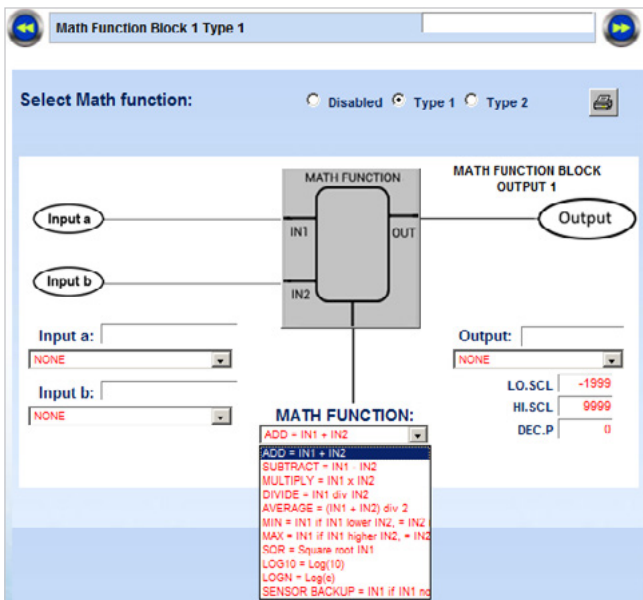 Math Function Block 1 Type 1
Select Math function:
Disabled Type 1 Type 2
MATH FUNCTION
MATH FUNCTION BLOCK
OUTPUT 1
Input a
IN1
OUT
Output
Input b
IN2
Input a:
NONE
Input b:
NONE
Output:
NONE
LO.SCL -1999
HI.SCL 9999
DEC.P 0
MATH FUNCTION:
ADD = IN1 + IN2
ADD = IN1 + IN2
SUBTRACT = IN1 - IN2
MULTIPLY = IN1 x IN2
DIVIDE = IN1 div IN2
AVERAGE = (IN1 + IN2) div 2
MIN = IN1 if IN1 lower IN2, = IN2
MAX = IN1 if IN1 higher IN2, = IN2
SQR = Square root IN1
LOG10 = Log(10)
LOGN = Log(e)
SENSOR BACKUP = IN1 if IN1